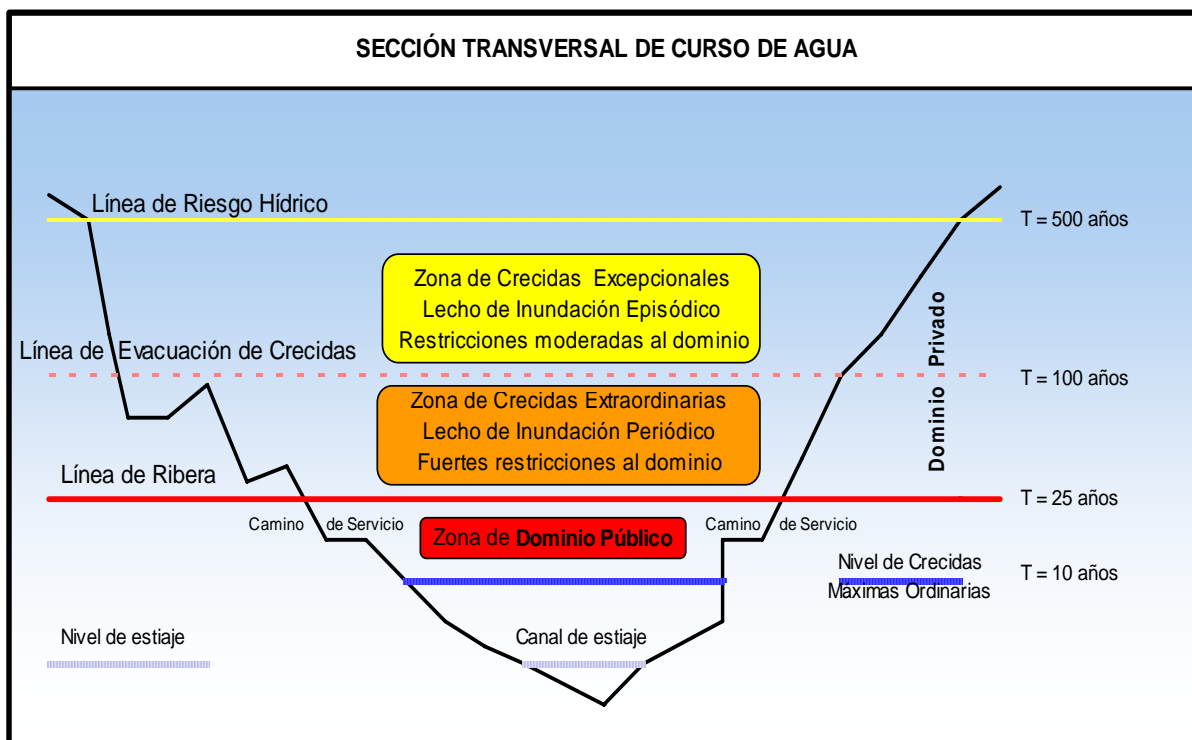 SECCIÓN TRANSVERSAL DE CURSO DE AGUA
Línea de Riesgo Hídrico
T = 500 años
Zona de Crecidas Excepcionales
Lecho de Inundación Episódico
Restricciones moderadas al dominio
Línea de Evacuación de Crecidas
T = 100 años
Dominio Privado
Zona de Crecidas Extraordinarias
Lecho de Inundación Periódico
Fuertes restricciones al dominio
Línea de Ribera
T = 25 años
Camino de Servicio
Zona de Dominio Público
Camino de Servicio
Nivel de Crecidas
Máximas Ordinarias
T = 10 años
Nivel de estiaje
Canal de estiaje